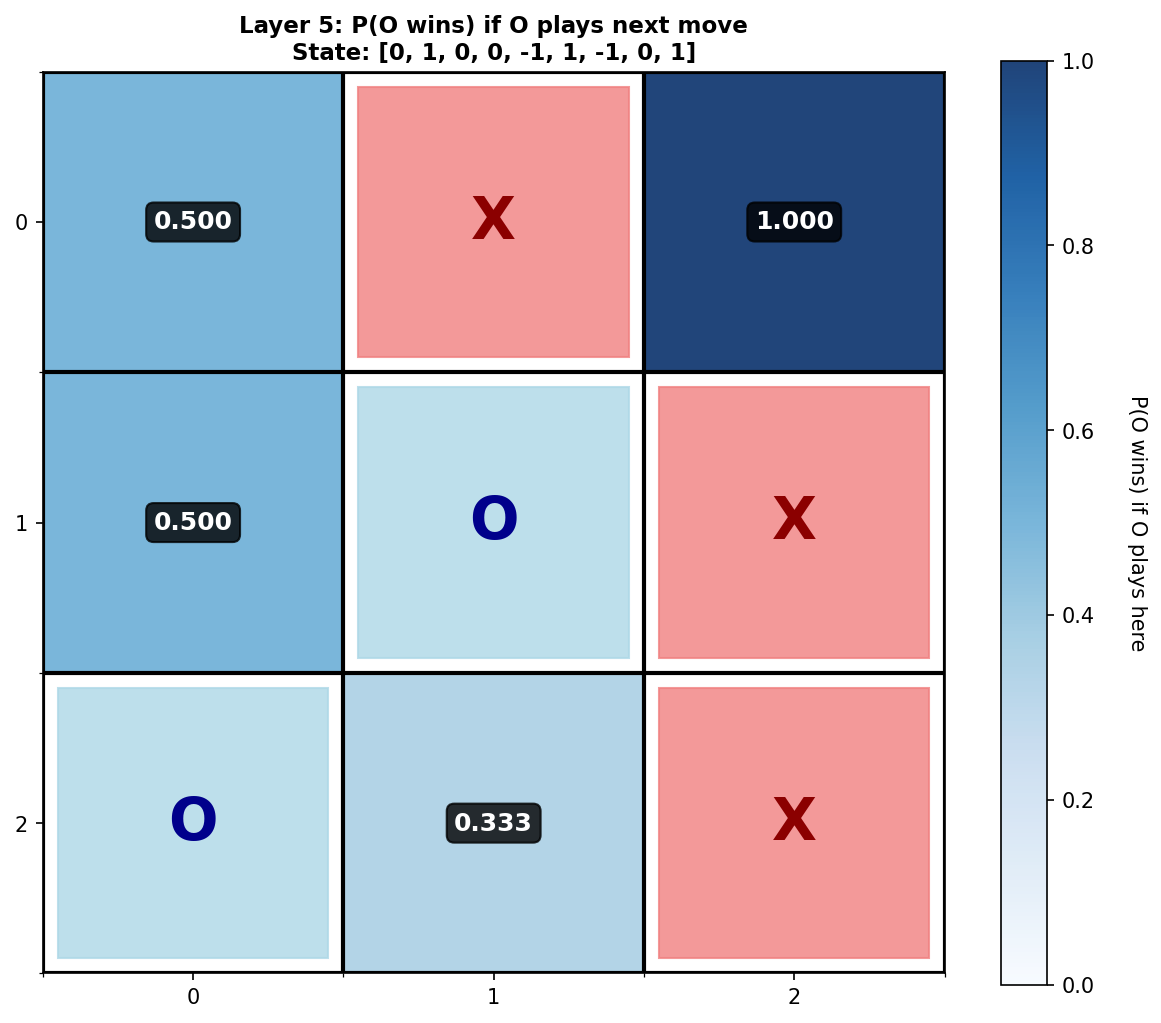 Layer 5: P(O wins) if O plays next move
State: [0, 1, 0, 0, -1, 1, -1, 0, 1]
0.500
X
1.000
0.500
O
X
O
0.333
X
0
1
2
0
1
2
1.0
0.8
0.6
0.4
0.2
0.0
P(O wins) if O plays here